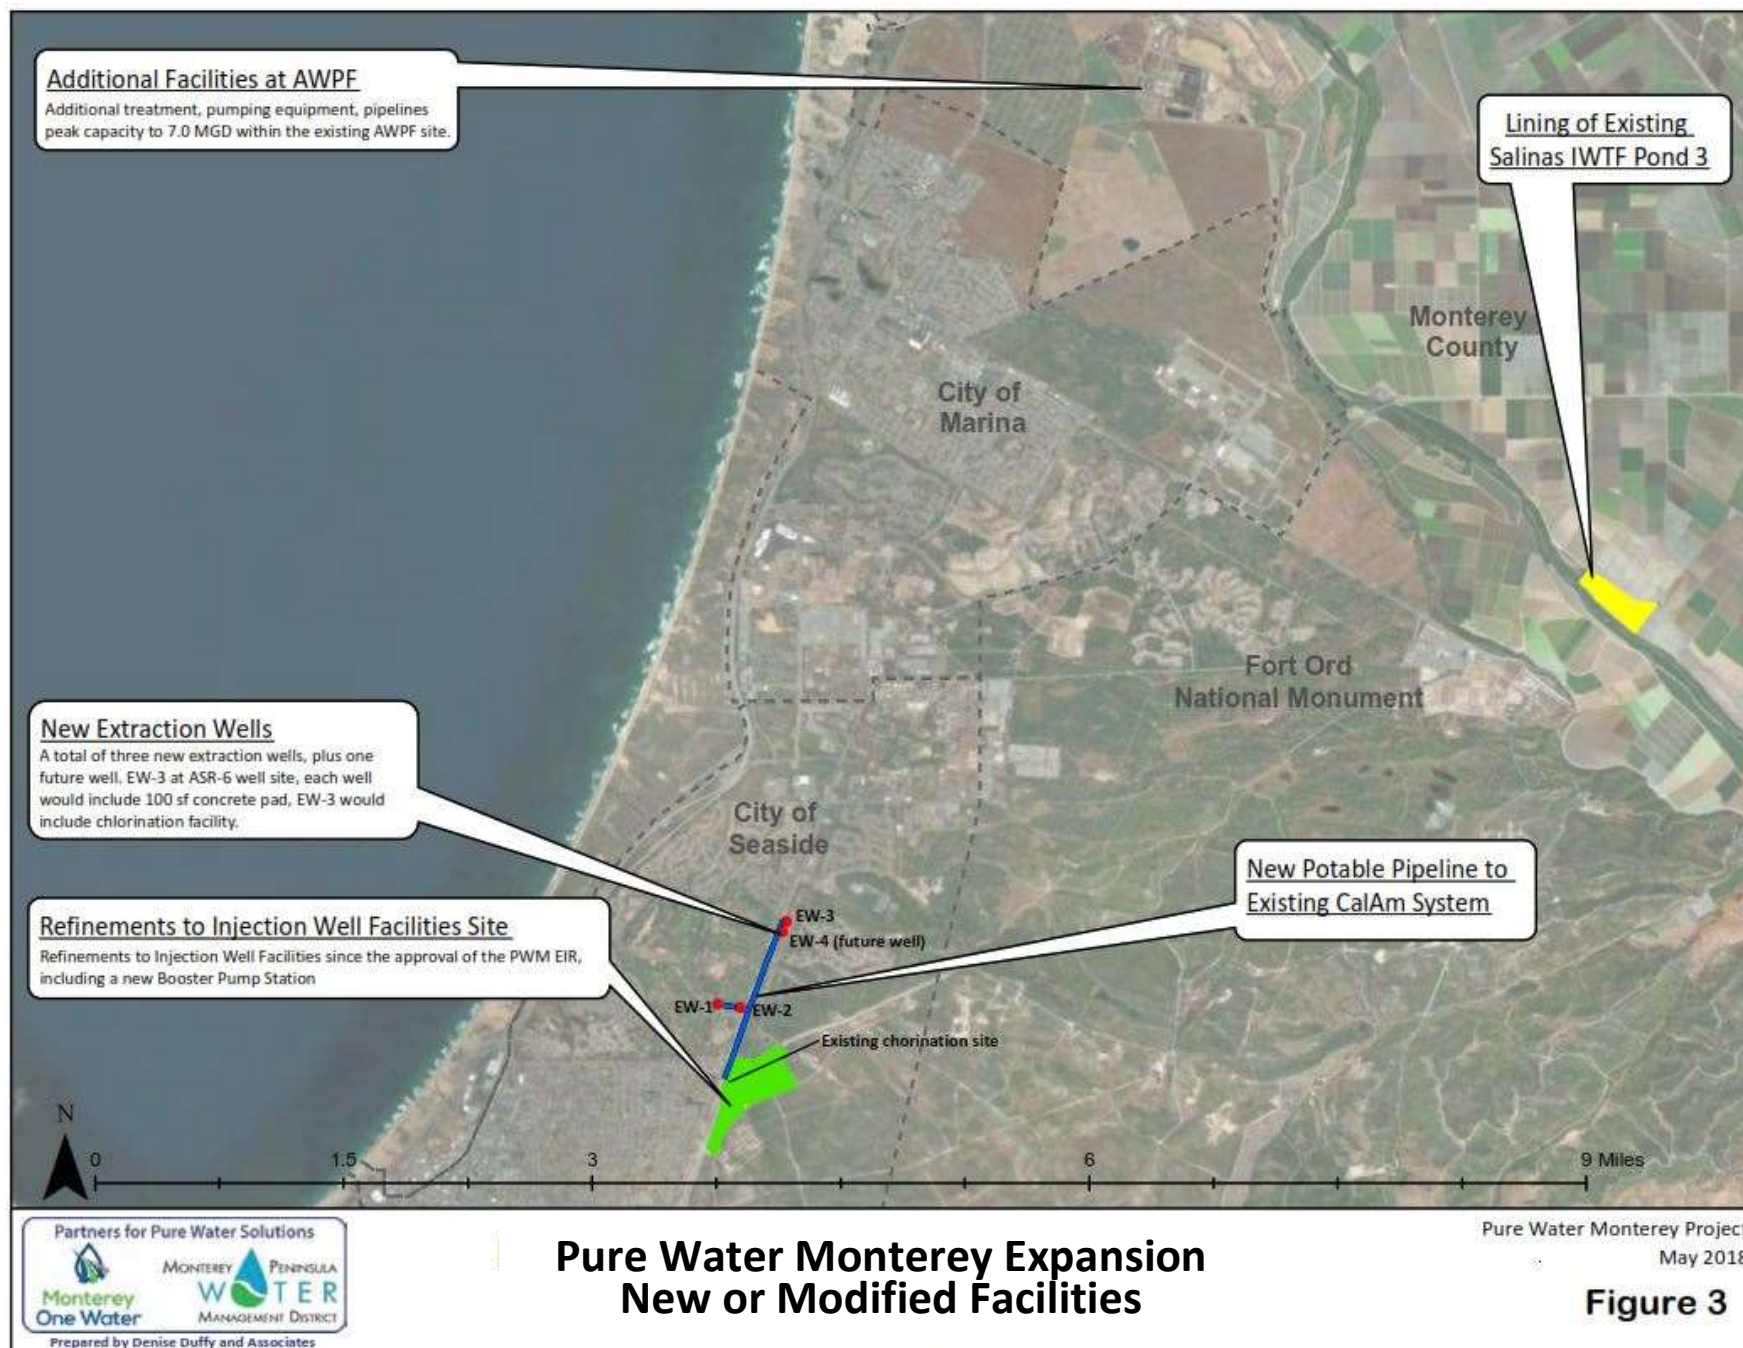 Additional Facilities at AWPF
Additional treatment, pumping equipment, pipelines
peak capacity to 7.0 MGD within the existing AWPF site.
Lining of Existing
Salinas IWTF Pond 3
Monterey
County
City of
Marina
Fort Ord
National Monument
New Extraction Wells
A total of three new extraction wells, plus one
future well. EW-3 at ASR-6 well site, each well
would include 100 sf concrete pad, EW-3 would
include chlorination facility.
City of
Seaside
New Potable Pipeline to
Existing CalAm System
Refinements to Injection Well Facilities Site
Refinements to Injection Well Facilities since the approval of the PWM EIR,
including a new Booster Pump Station
EW-3
EW-4 (future well)
EW-1
EW-2
Existing chorination site
N
0 1.5 3 6 9 Miles
Partners for Pure Water Solutions
Monterey
One Water
MONTEREY PENINSULA
WATER
MANAGEMENT DISTRICT
Prepared by Denise Duffy and Associates
Pure Water Monterey Expansion
New or Modified Facilities
Pure Water Monterey Project
May 2018
Figure 3